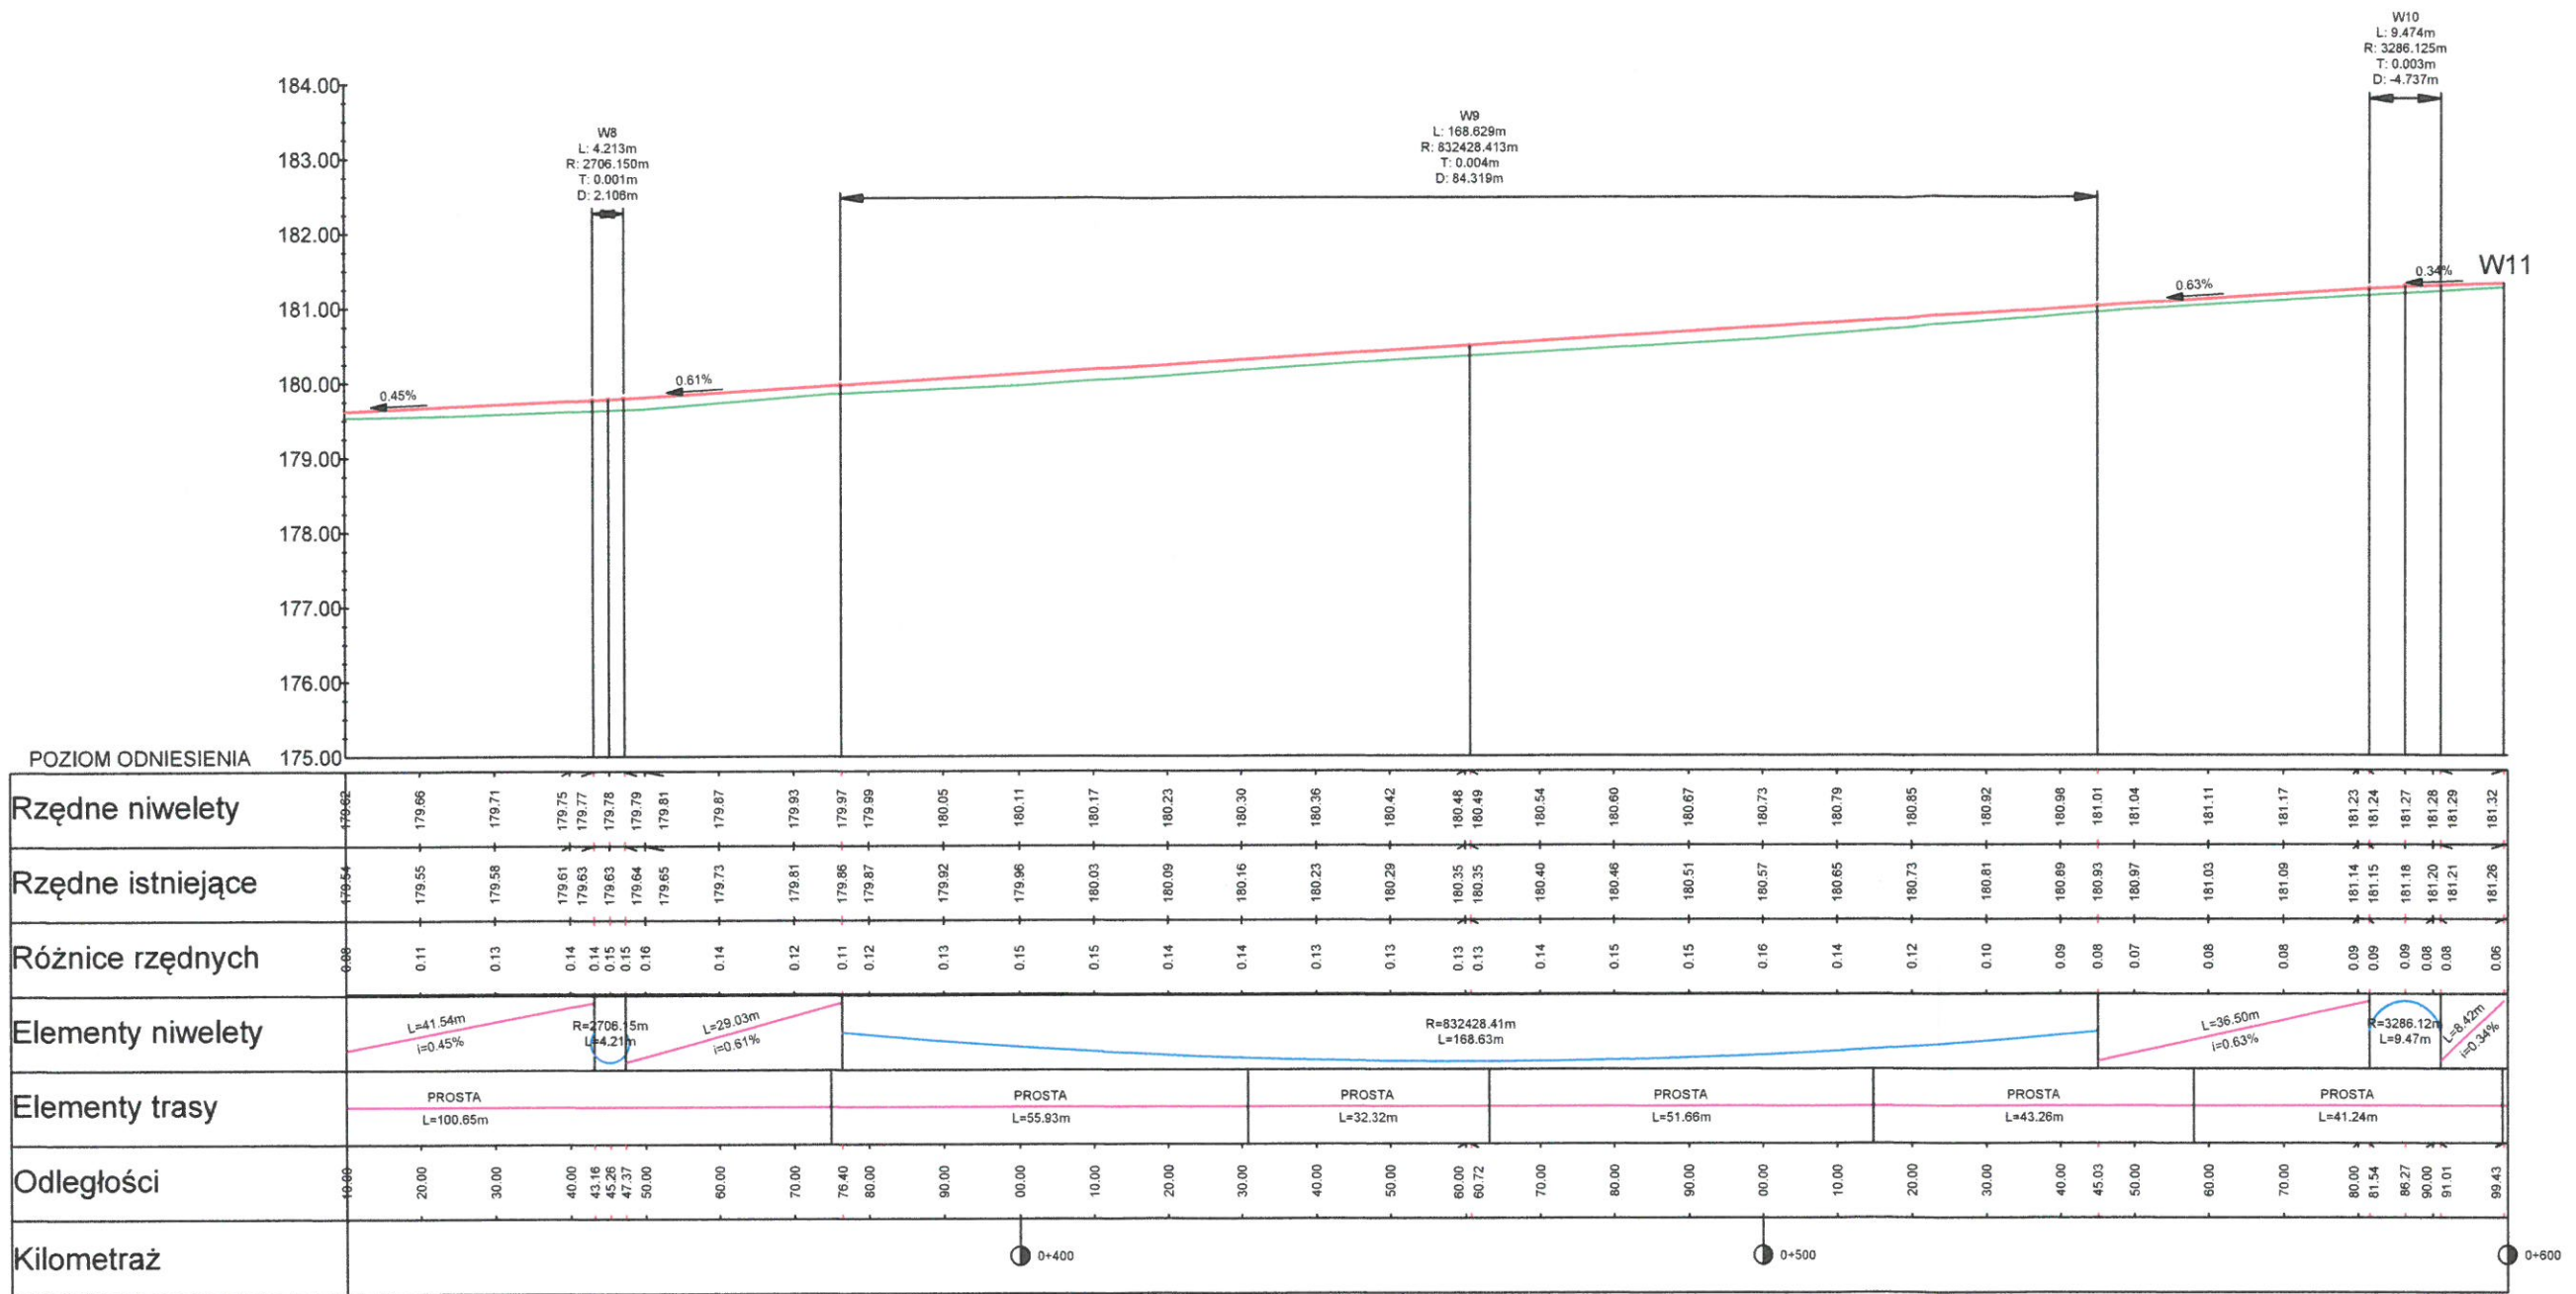 W10
L: 9.474m
R: 3286.125m
T: 0.003m
D: -4.737m
W9
L: 168.629m
R: 832428.413m
T: 0.004m
D: 84.319m
W8
L: 4.213m
R: 2706.150m
T: 0.001m
D: 2.106m
184.00
183.00
182.00
181.00
180.00
179.00
178.00
177.00
176.00
POZIOM ODNIESIENIA 175.00
0.45%
0.61%
0.63%
0.34%
W11
Rzędne niwelety 179.62 179.66 179.71 179.75 179.77 179.78 179.79 179.81 179.87 179.93 179.97 179.99 180.05 180.11 180.17 180.23 180.30 180.36 180.42 180.48 180.49 180.54 180.60 180.67 180.73 180.79 180.85 180.92 180.98 181.01 181.04 181.11 181.17 181.23 181.24 181.27 181.28 181.29 181.32
Rzędne istniejące 179.54 179.55 179.58 179.61 179.63 179.63 179.64 179.65 179.73 179.81 179.86 179.87 179.92 179.96 180.03 180.09 180.16 180.23 180.29 180.35 180.35 180.40 180.46 180.51 180.57 180.65 180.73 180.81 180.89 180.93 180.97 181.03 181.09 181.14 181.15 181.18 181.20 181.21 181.26
Różnice rzędnych 0.08 0.11 0.13 0.14 0.14 0.15 0.15 0.16 0.14 0.12 0.11 0.12 0.13 0.15 0.15 0.14 0.14 0.13 0.13 0.13 0.13 0.14 0.15 0.15 0.16 0.14 0.12 0.10 0.09 0.08 0.07 0.08 0.08 0.09 0.09 0.09 0.08 0.08 0.06
Elementy niwelety
L=41.54m
i=0.45%
R=2706.15m
L=4.21m
L=29.03m
i=0.61%
R=832428.41m
L=168.63m
L=36.50m
i=0.63%
R=3286.12m
L=9.47m
L=8.42m
i=0.34%
Elementy trasy
PROSTA
L=100.65m
PROSTA
L=55.93m
PROSTA
L=32.32m
PROSTA
L=51.66m
PROSTA
L=43.26m
PROSTA
L=41.24m
Odległości 10.00 20.00 30.00 40.00 43.16 45.26 47.37 50.00 60.00 70.00 76.40 80.00 90.00 00.00 10.00 20.00 30.00 40.00 50.00 60.00 60.72 70.00 80.00 90.00 00.00 10.00 20.00 30.00 40.00 45.03 50.00 60.00 70.00 80.00 81.54 86.27 90.00 91.01 99.43
Kilometraż 0+400 0+500 0+600